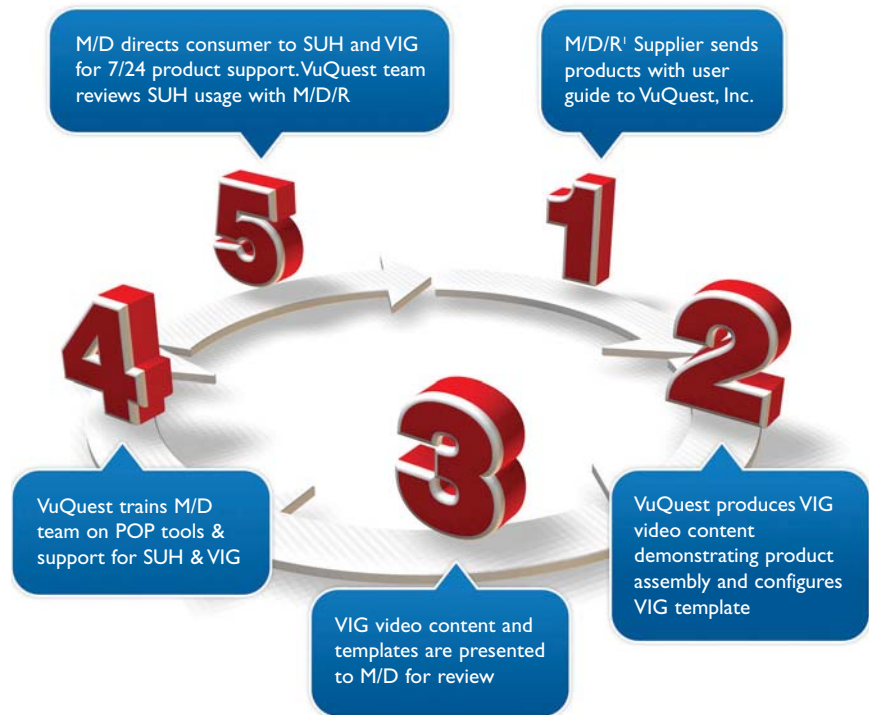 1
M/D/R¹ Supplier sends
products with user
guide to VuQuest, Inc.
2
VuQuest produces VIG
video content
demonstrating product
assembly and configures
VIG template
3
VIG video content and
templates are presented
to M/D for review
4
VuQuest trains M/D
team on POP tools &
support for SUH & VIG
5
M/D directs consumer to SUH and VIG
for 7/24 product support. VuQuest team
reviews SUH usage with M/D/R